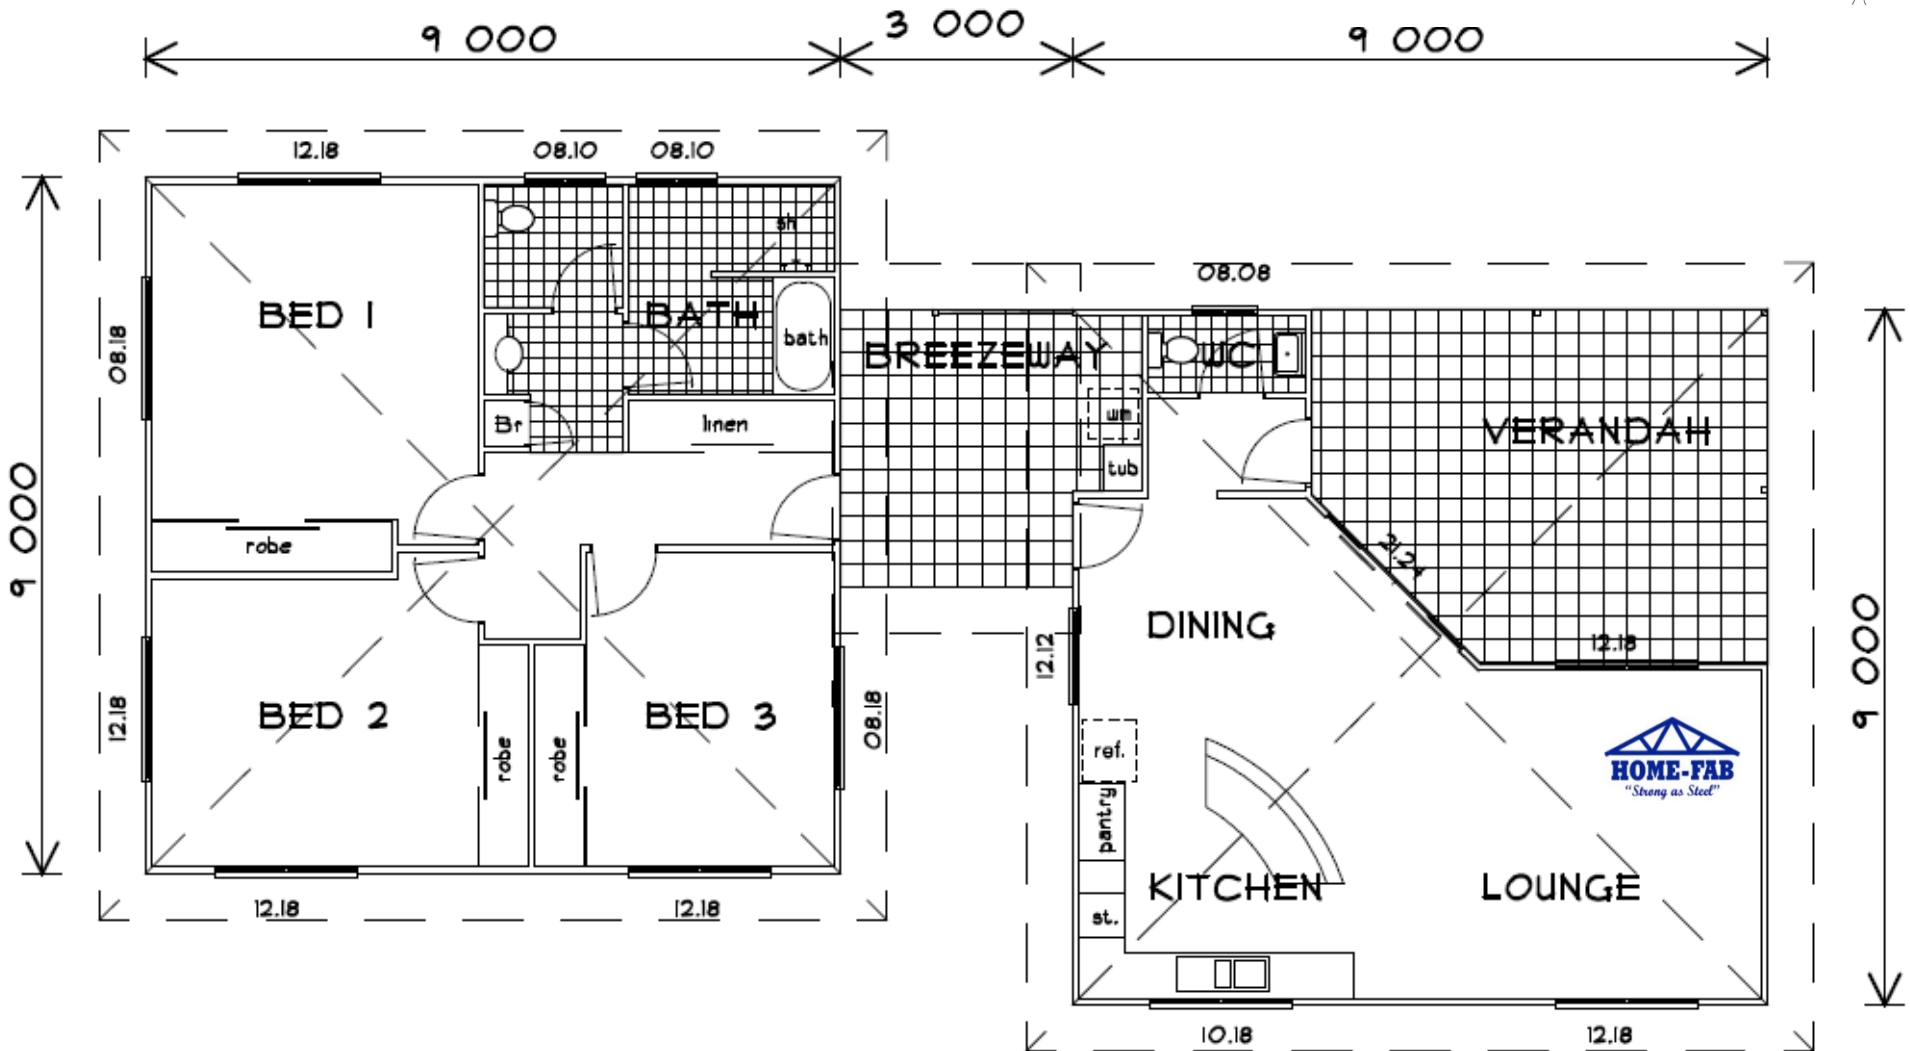 9 000
3 000
9 000
12.18
08.10
08.10
08.08
sh
BED 1
BATH
bath
BREEZEWAY
WC
08.18
Br
linen
wm
tub
VERANDAH
9 000
robe
21.24
DINING
12.12
12.18
9 000
12.18
BED 2
robe
robe
BED 3
08.18
ref.
pantry
HOME-FAB
"Strong as Steel"
KITCHEN
LOUNGE
st.
12.18
12.18
10.18
12.18